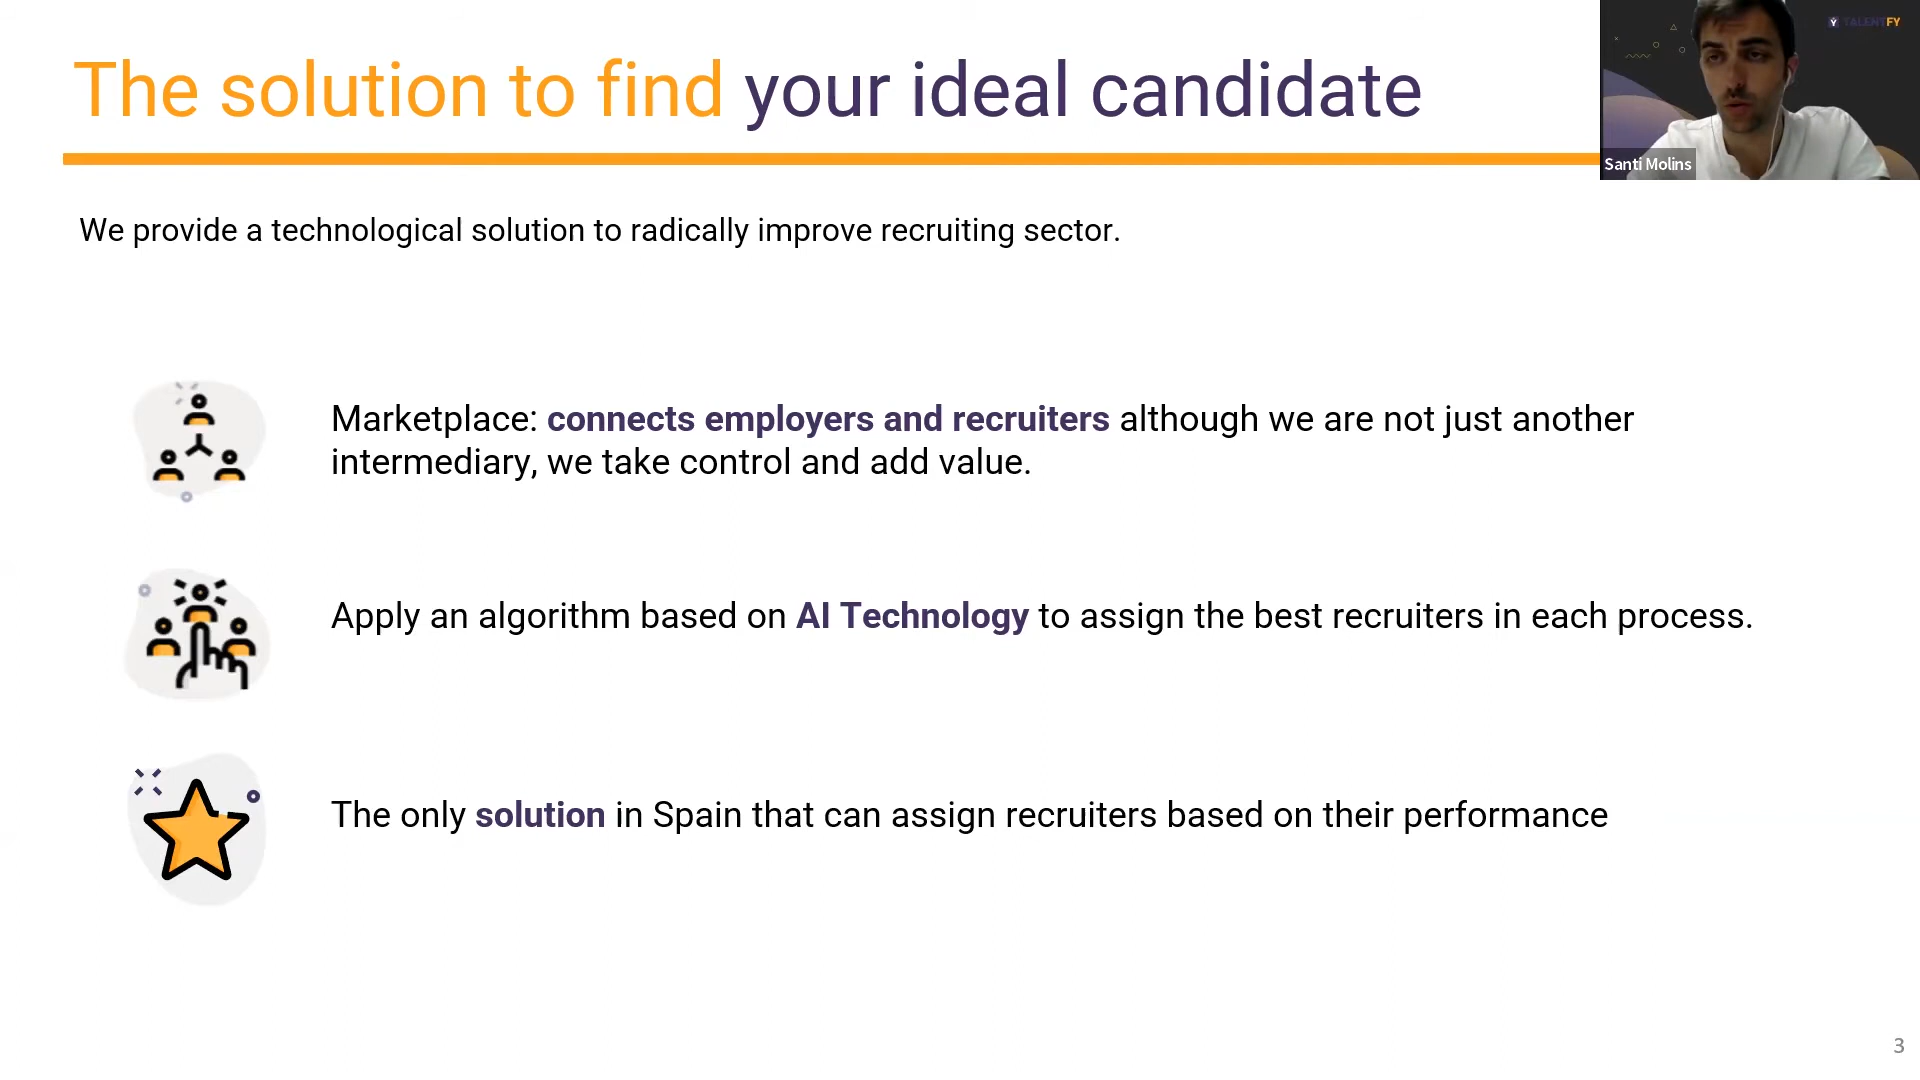 The solution to find your ideal candidate
TALENTFY
Santi Molins
We provide a technological solution to radically improve recruiting sector.
Marketplace: connects employers and recruiters although we are not just another
intermediary, we take control and add value.
Apply an algorithm based on AI Technology to assign the best recruiters in each process.
The only solution in Spain that can assign recruiters based on their performance
3